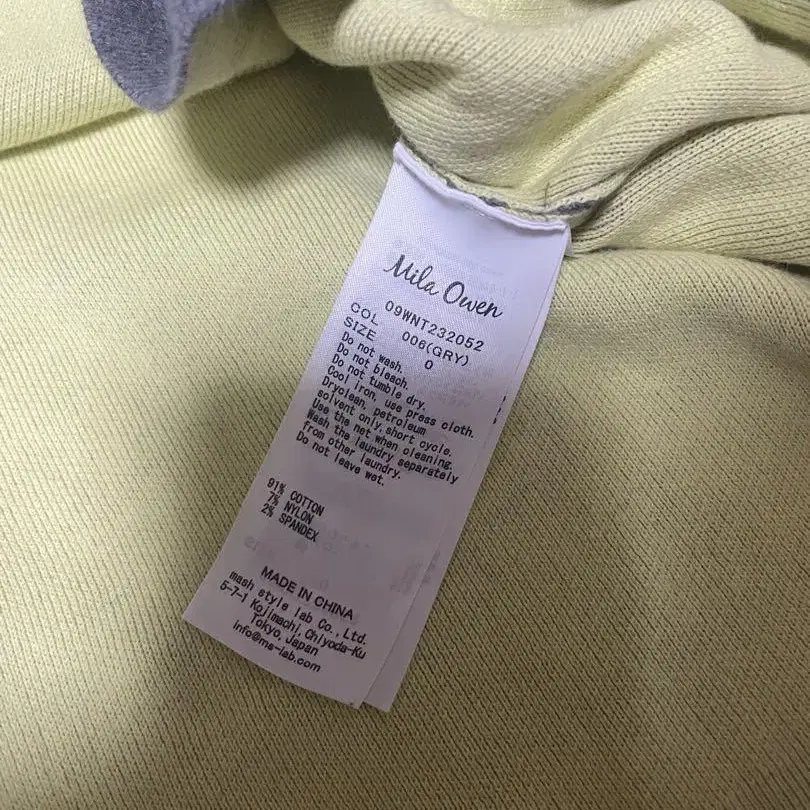 Mila Owen
09WNT232052
COL 006(GRY)
SIZE 0
Do not wash.
Do not bleach.
Do not tumble dry.
Cool iron, use press cloth.
Dryclean, petroleum
solvent only, short cycle.
Use the net when cleaning.
Wash the laundry separately
from other laundry.
Do not leave wet.
91% COTTON
7% NYLON
2% SPANDEX
MADE IN CHINA
mash style lab Co., Ltd.
5-7-1 Kojimachi, Chiyoda-Ku
Tokyo, Japan
info@ms-lab.com